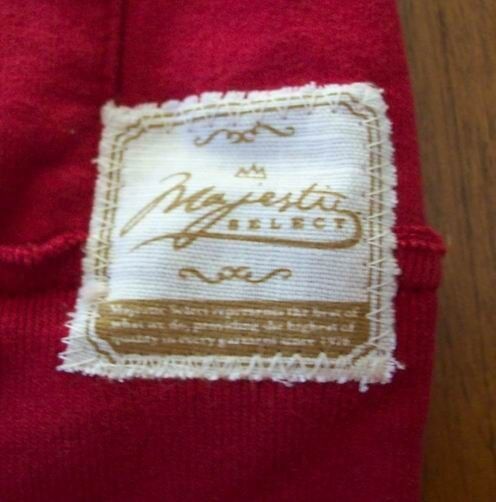 Majestic
SELECT
Majestic Select represents the best of
what we do, providing the highest of
quality in every garment since 1976.